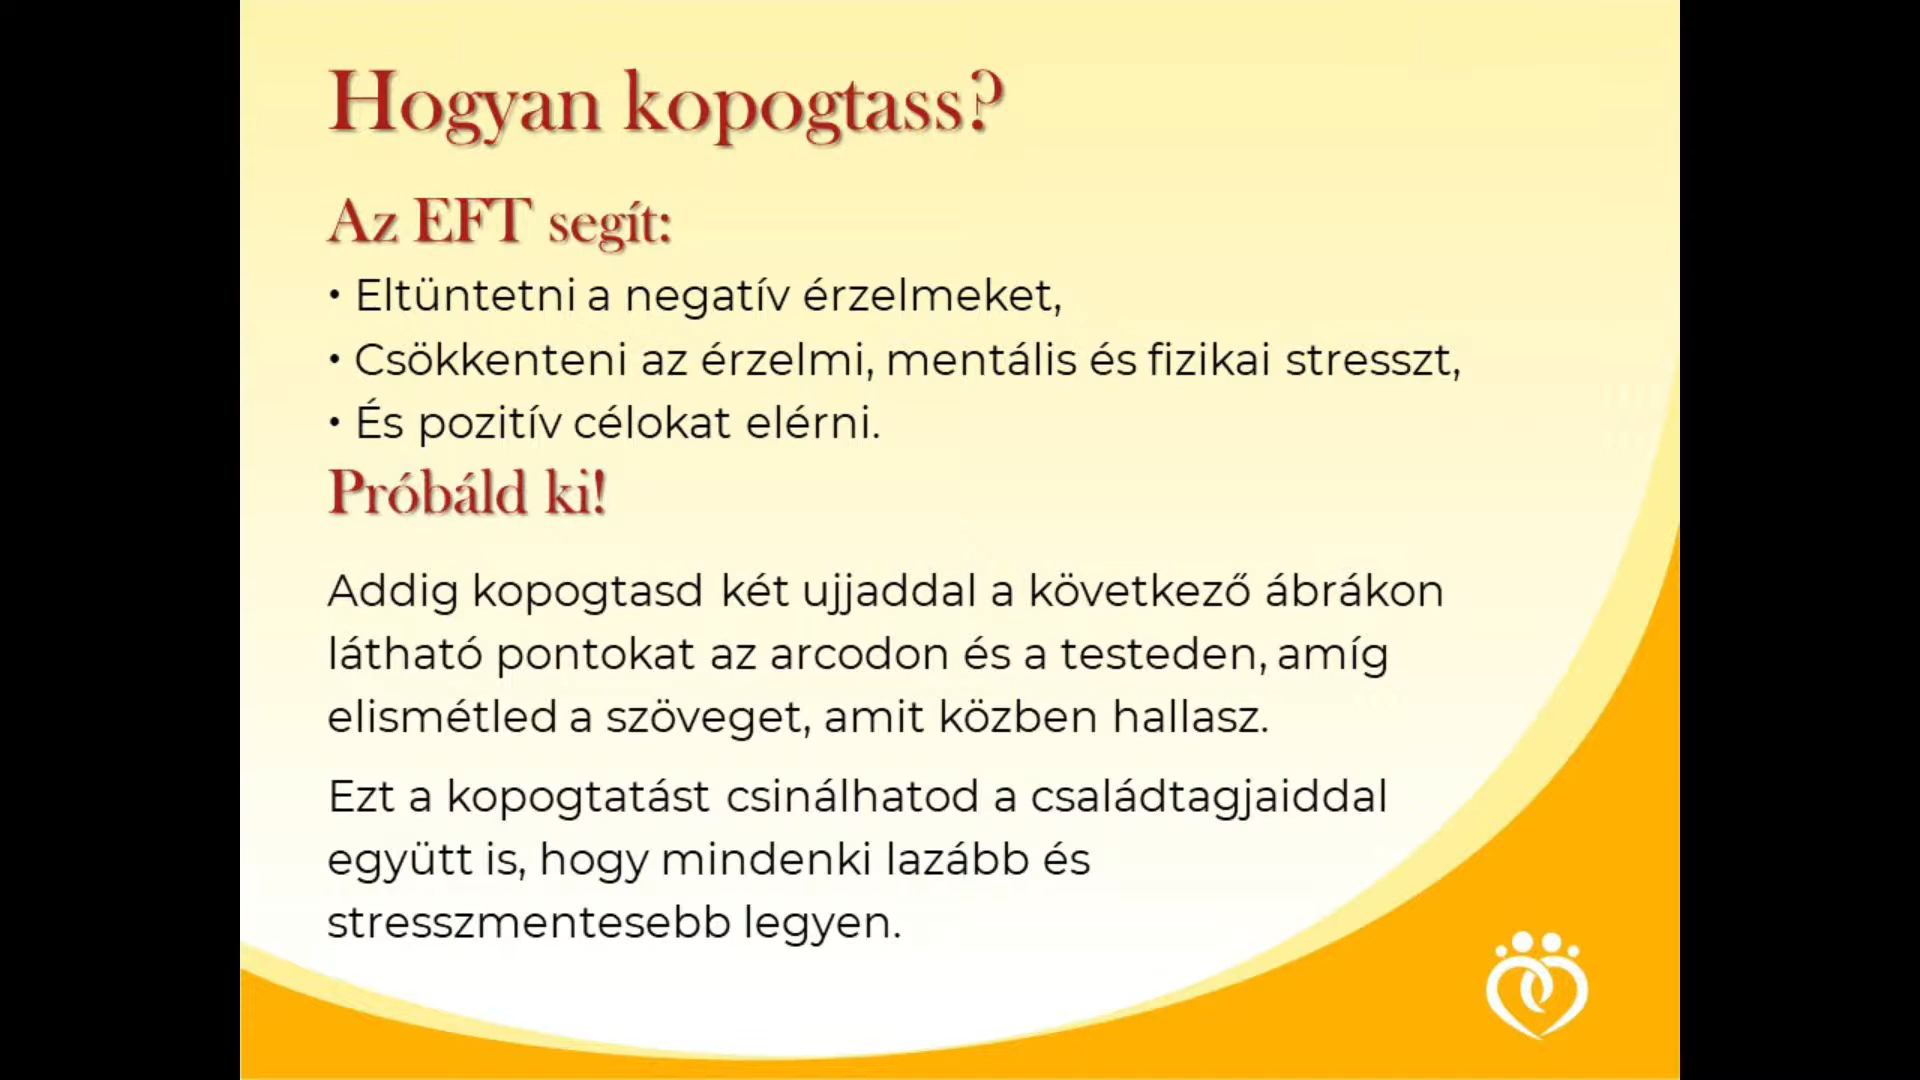 Hogyan kopogtass?
Az EFT segít:
• Eltüntetni a negatív érzelmeket,
• Csökkenteni az érzelmi, mentális és fizikai stresszt,
• És pozitív célokat elérni.
Próbáld ki!
Addig kopogtasd két ujjaddal a következő ábrákon
látható pontokat az arcodon és a testeden, amíg
elismétled a szöveget, amit közben hallasz.
Ezt a kopogtatást csinálhatod a családtagjaiddal
együtt is, hogy mindenki lazább és
stresszmentesebb legyen.